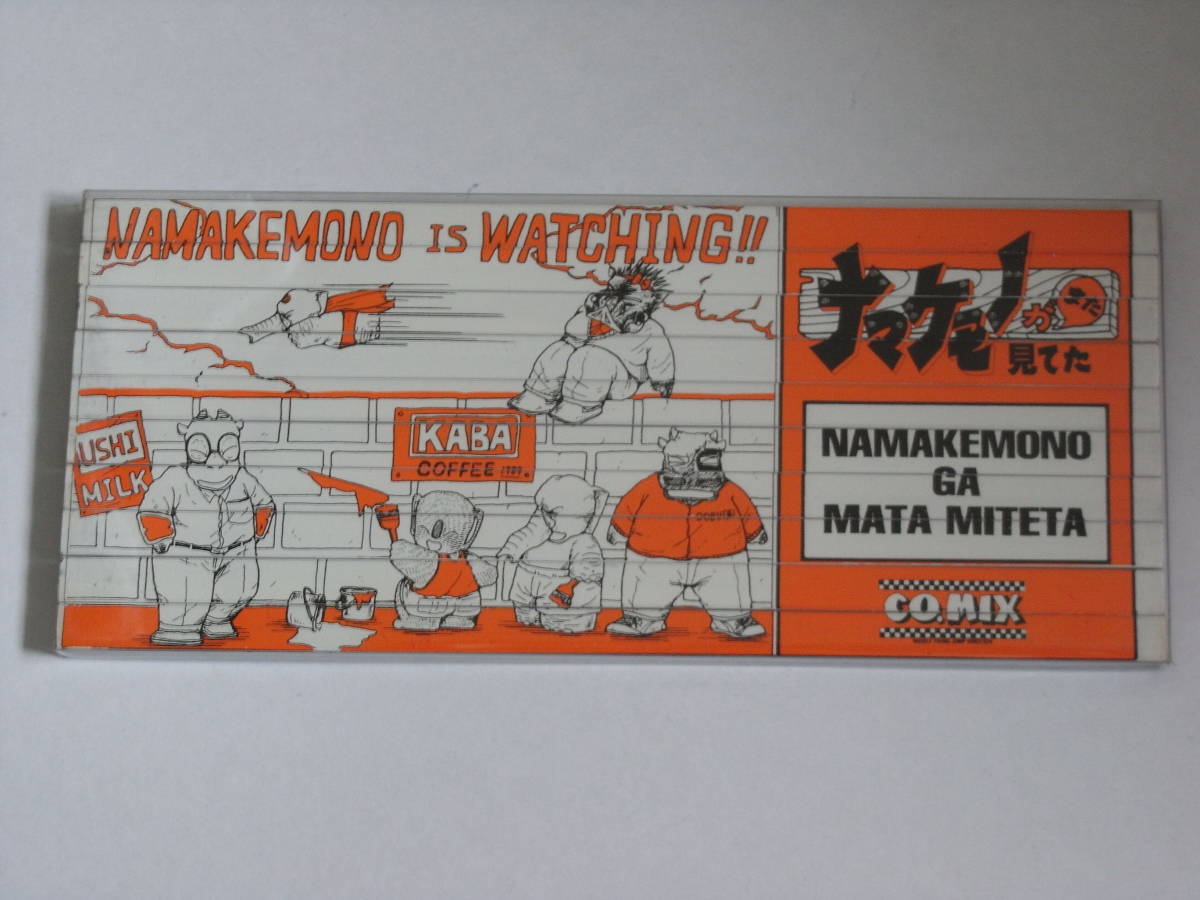 NAMAKEMONO IS WATCHING!!
USHI
MILK
KABA
COFFEE 1989
ナマケモノが また
見てた
NAMAKEMONO
GA
MATA MITETA
CO.MIX